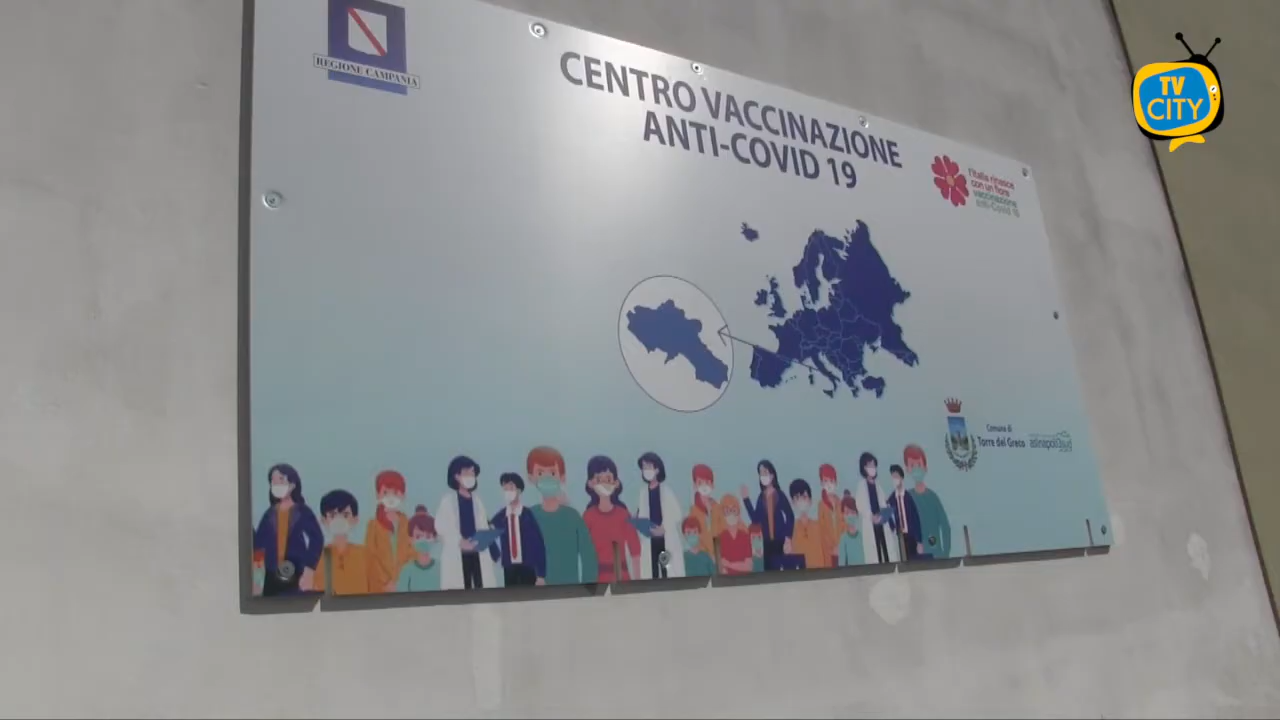 REGIONE CAMPANIA
CENTRO VACCINAZIONE
ANTI-COVID 19
l'Italia rinasce
con un fiore
vaccinazione
anti-Covid 19
Comune di
Torre del Greco
aslnapoli3sud
TV
CITY